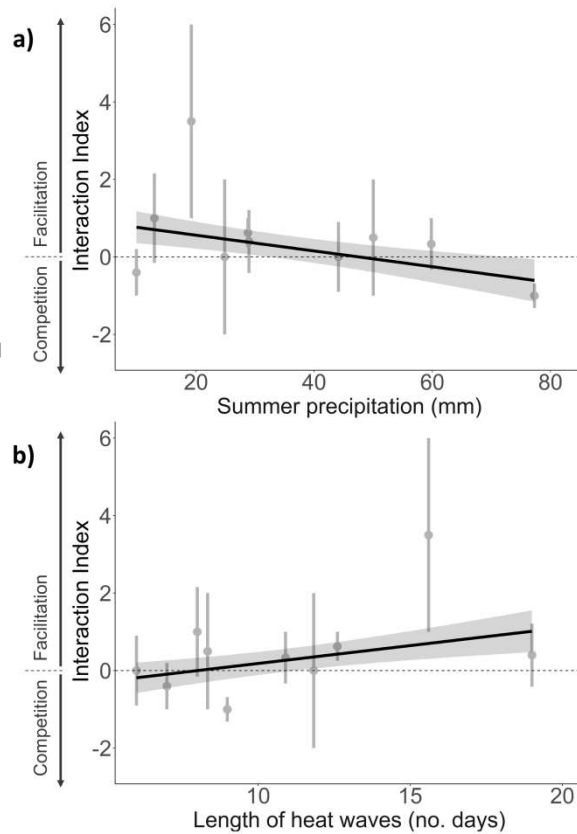 a)
Facilitation
Competition
Interaction Index
6
4
2
0
-2
20
40
60
80
Summer precipitation (mm)
b)
Facilitation
Competition
Interaction Index
6
4
2
0
-2
10
15
20
Length of heat waves (no. days)